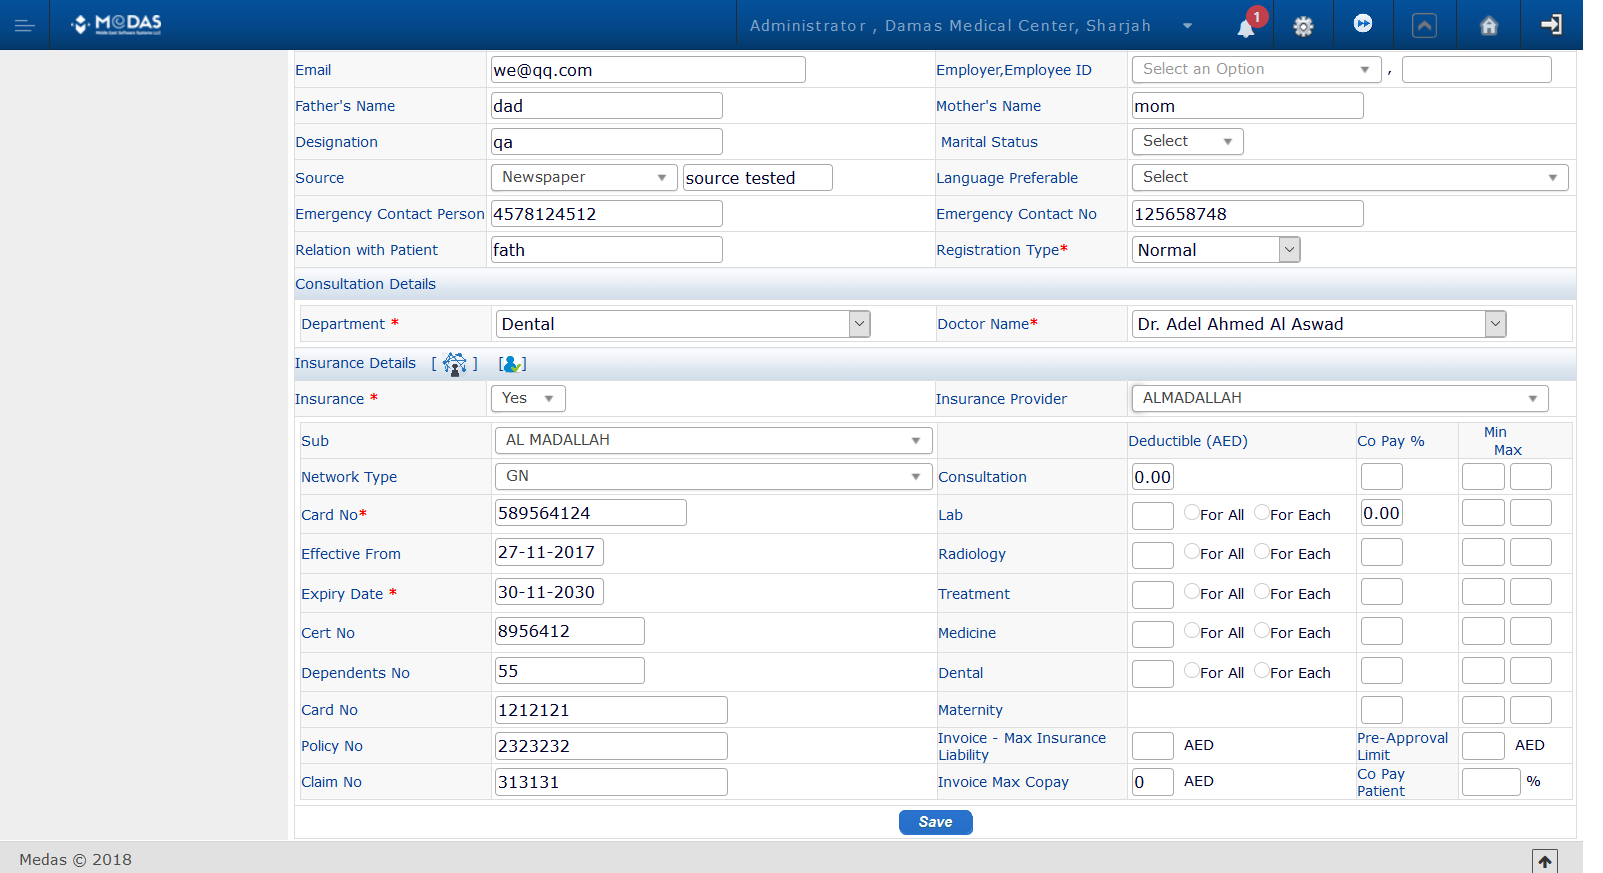 MEDAS
Middle East Software Systems LLC
Administrator , Damas Medical Center, Sharjah
1
Email we@qq.com Employer,Employee ID Select an Option ,
Father's Name dad Mother's Name mom
Designation qa Marital Status Select
Source Newspaper source tested Language Preferable Select
Emergency Contact Person 4578124512 Emergency Contact No 125658748
Relation with Patient fath Registration Type* Normal
Consultation Details
Department * Dental Doctor Name* Dr. Adel Ahmed Al Aswad
Insurance Details [ ] [ ]
Insurance * Yes Insurance Provider ALMADALLAH
Sub AL MADALLAH Deductible (AED) Co Pay % Min Max
Network Type GN Consultation 0.00
Card No* 589564124 Lab For All For Each 0.00
Effective From 27-11-2017 Radiology For All For Each
Expiry Date * 30-11-2030 Treatment For All For Each
Cert No 8956412 Medicine For All For Each
Dependents No 55 Dental For All For Each
Card No 1212121 Maternity
Policy No 2323232 Invoice - Max Insurance Liability AED Pre-Approval Limit AED
Claim No 313131 Invoice Max Copay 0 AED Co Pay Patient %
Save
Medas © 2018